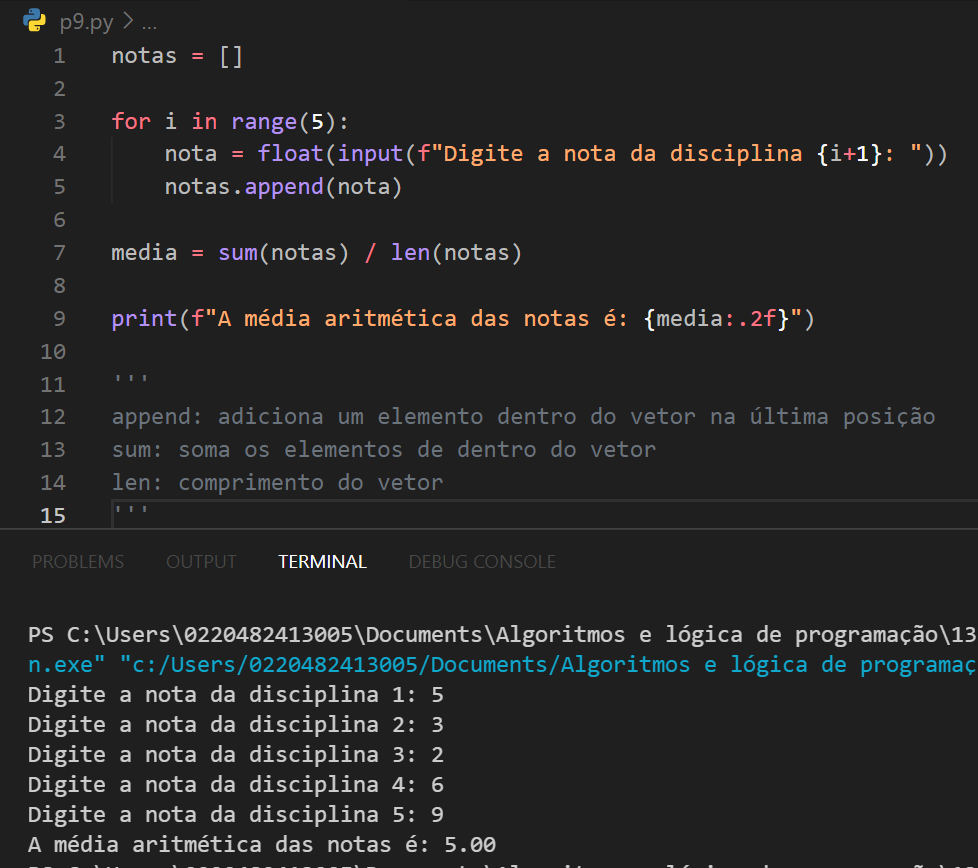 p9.py > ...
1 notas = []
2
3 for i in range(5):
4     nota = float(input(f"Digite a nota da disciplina {i+1}: "))
5     notas.append(nota)
6
7 media = sum(notas) / len(notas)
8
9 print(f"A média aritmética das notas é: {media:.2f}")
10
11 '''
12 append: adiciona um elemento dentro do vetor na última posição
13 sum: soma os elementos de dentro do vetor
14 len: comprimento do vetor
15 '''
PROBLEMS OUTPUT TERMINAL DEBUG CONSOLE
PS C:\Users\0220482413005\Documents\Algoritmos e lógica de programação\13
n.exe" "c:/Users/0220482413005/Documents/Algoritmos e lógica de programaç
Digite a nota da disciplina 1: 5
Digite a nota da disciplina 2: 3
Digite a nota da disciplina 3: 2
Digite a nota da disciplina 4: 6
Digite a nota da disciplina 5: 9
A média aritmética das notas é: 5.00